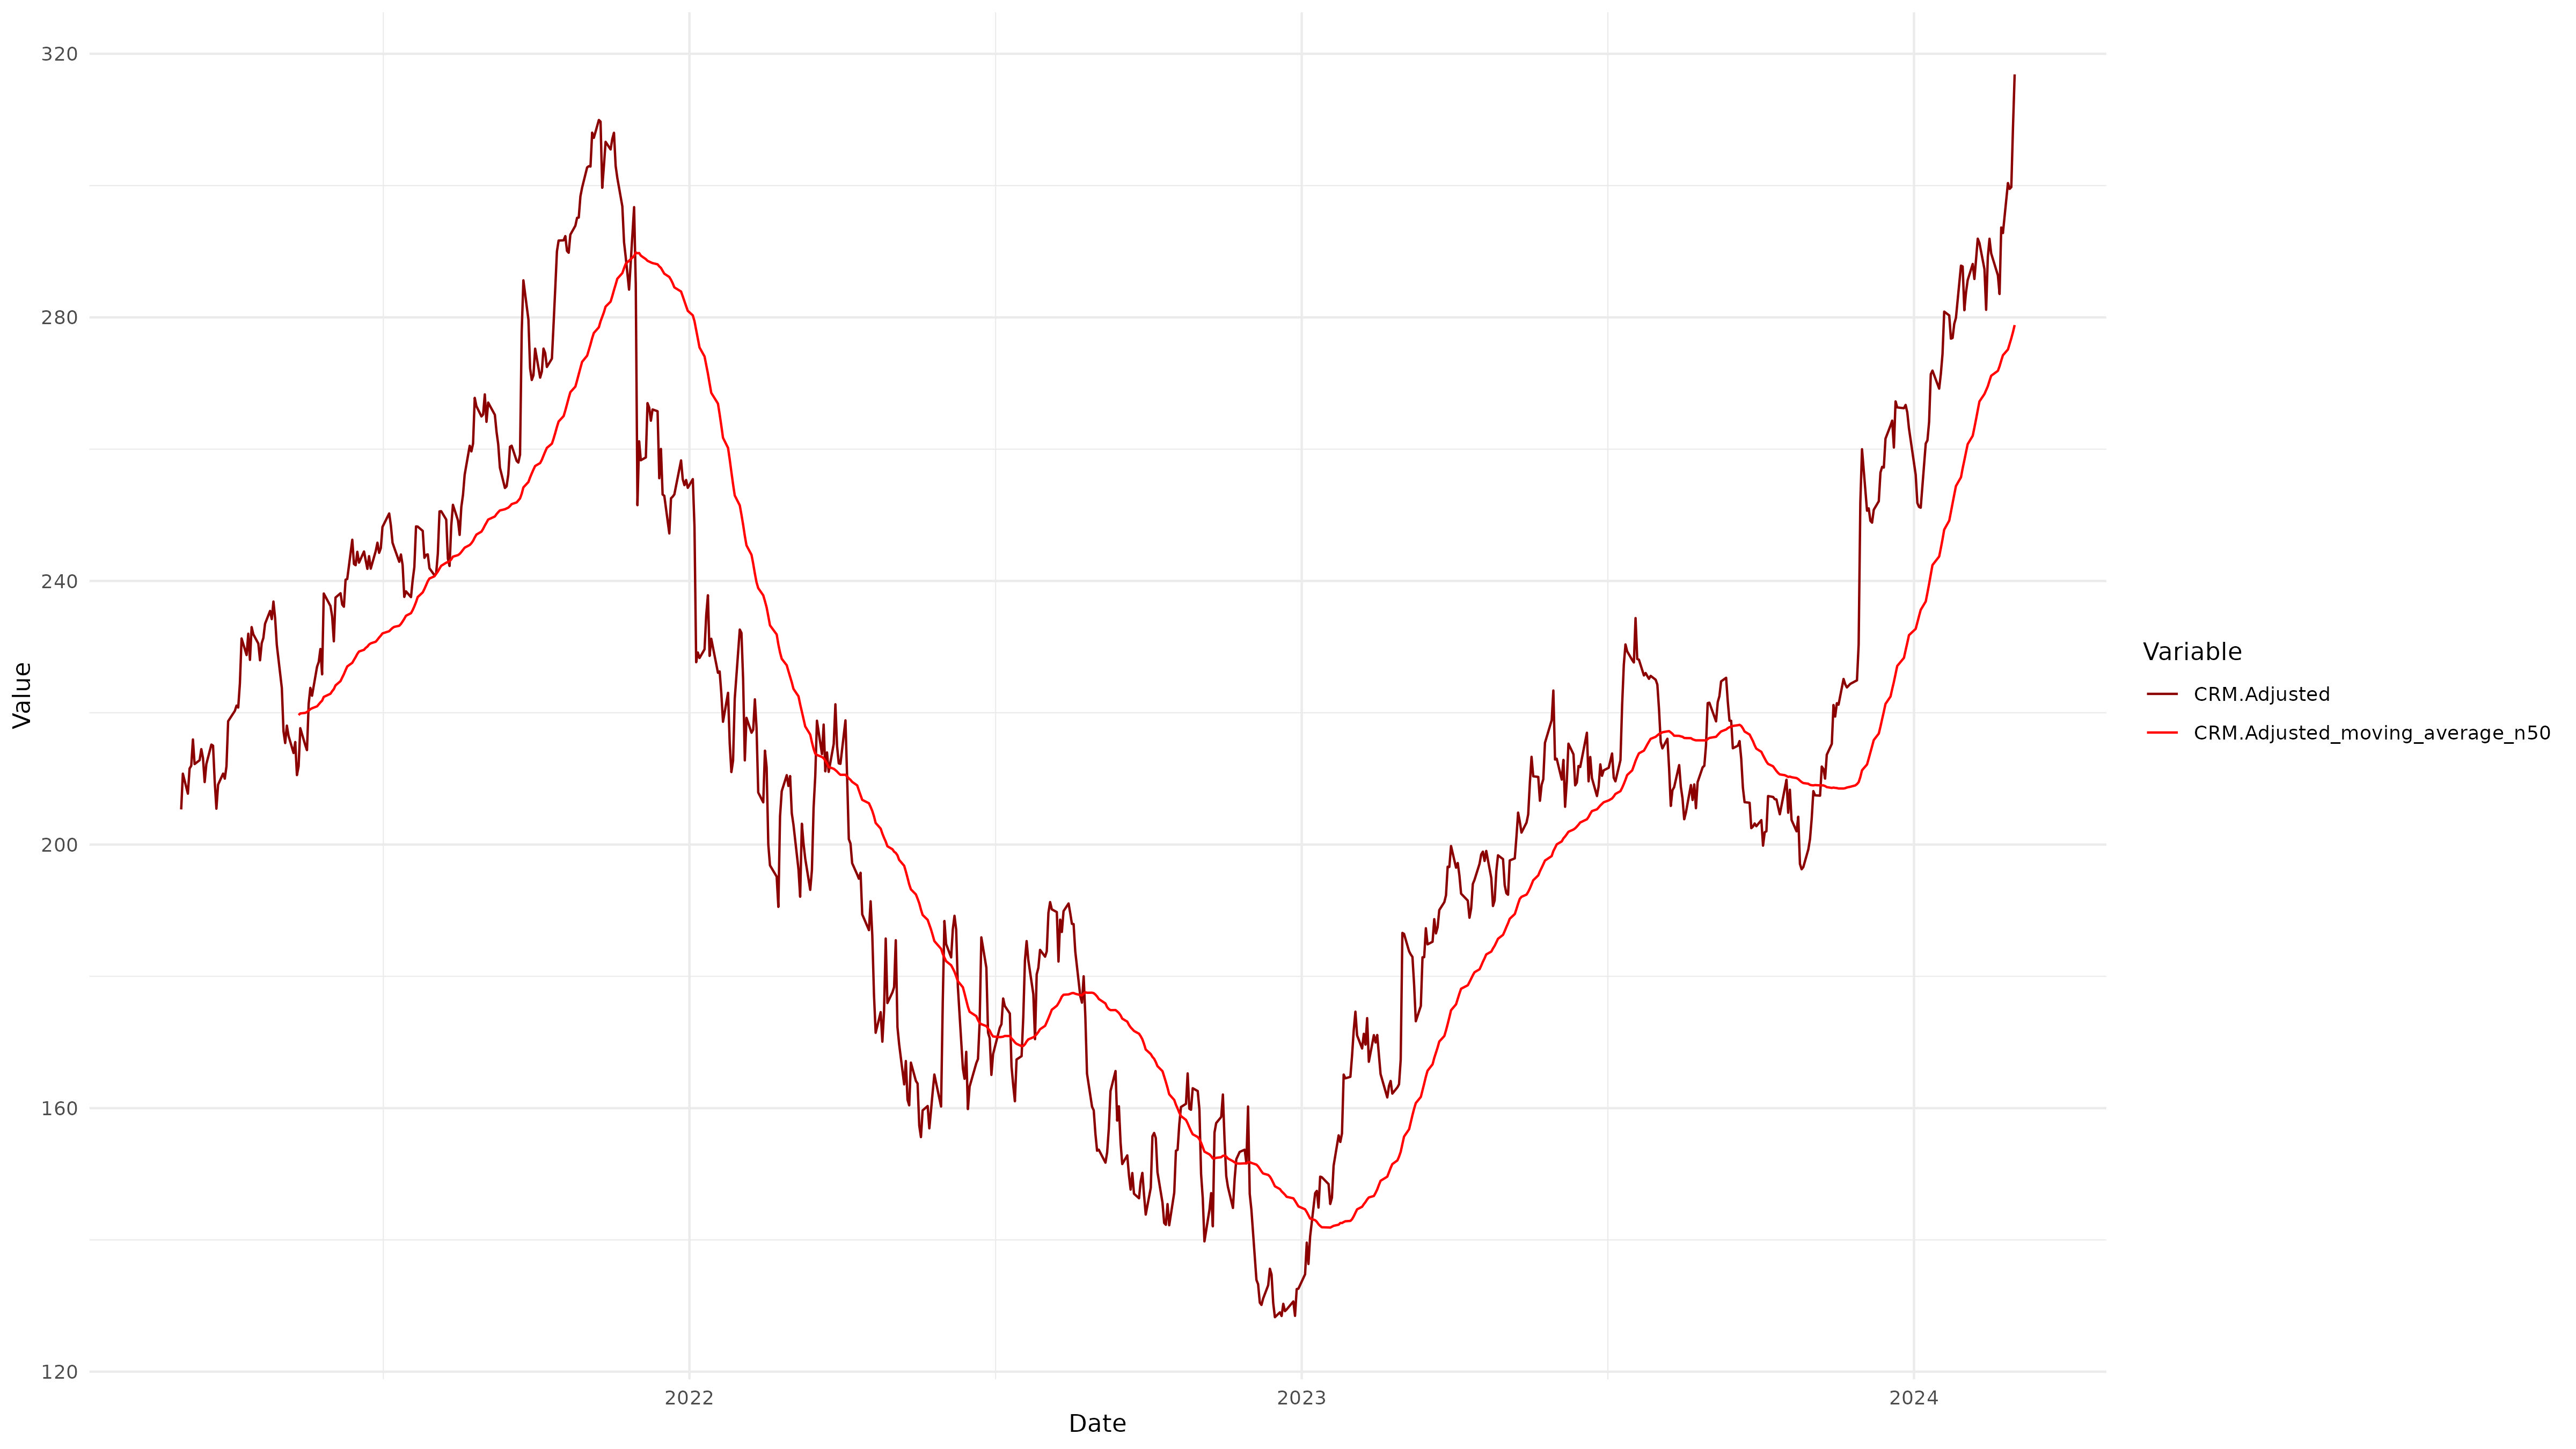 320
280
240
200
160
120
Value
2022
2023
2024
Date
Variable
CRM.Adjusted
CRM.Adjusted_moving_average_n50